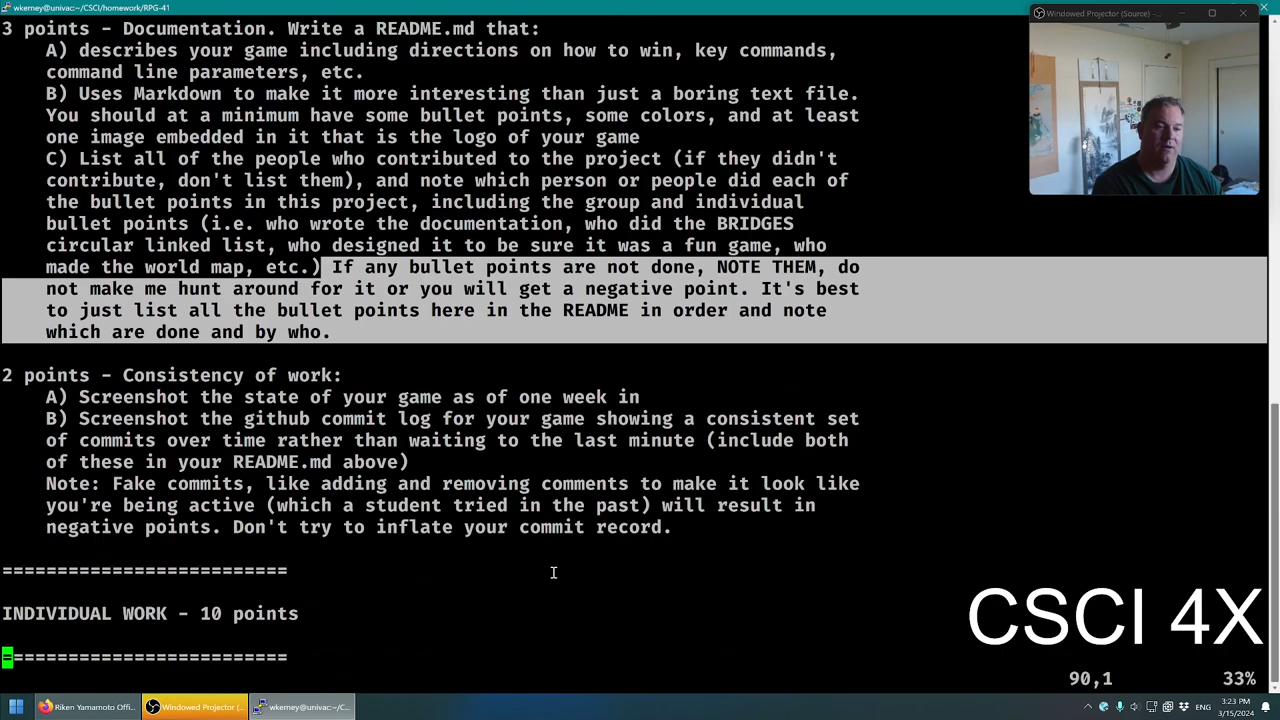 wkerney@univac:~/CSCI/homework/RPG-41
Windowed Projector (Source) -...
3 points - Documentation. Write a README.md that:
A) describes your game including directions on how to win, key commands,
command line parameters, etc.
B) Uses Markdown to make it more interesting than just a boring text file.
You should at a minimum have some bullet points, some colors, and at least
one image embedded in it that is the logo of your game
C) List all of the people who contributed to the project (if they didn't
contribute, don't list them), and note which person or people did each of
the bullet points in this project, including the group and individual
bullet points (i.e. who wrote the documentation, who did the BRIDGES
circular linked list, who designed it to be sure it was a fun game, who
made the world map, etc.) If any bullet points are not done, NOTE THEM, do
not make me hunt around for it or you will get a negative point. It's best
to just list all the bullet points here in the README in order and note
which are done and by who.
2 points - Consistency of work:
A) Screenshot the state of your game as of one week in
B) Screenshot the github commit log for your game showing a consistent set
of commits over time rather than waiting to the last minute (include both
of these in your README.md above)
Note: Fake commits, like adding and removing comments to make it look like
you're being active (which a student tried in the past) will result in
negative points. Don't try to inflate your commit record.
==========================
INDIVIDUAL WORK - 10 points
==========================
CSCI 4X
90,1 33%
Riken Yamamoto Offi...
Windowed Projector (...
wkerney@univac:~/C...
3:23 PM
3/15/2024